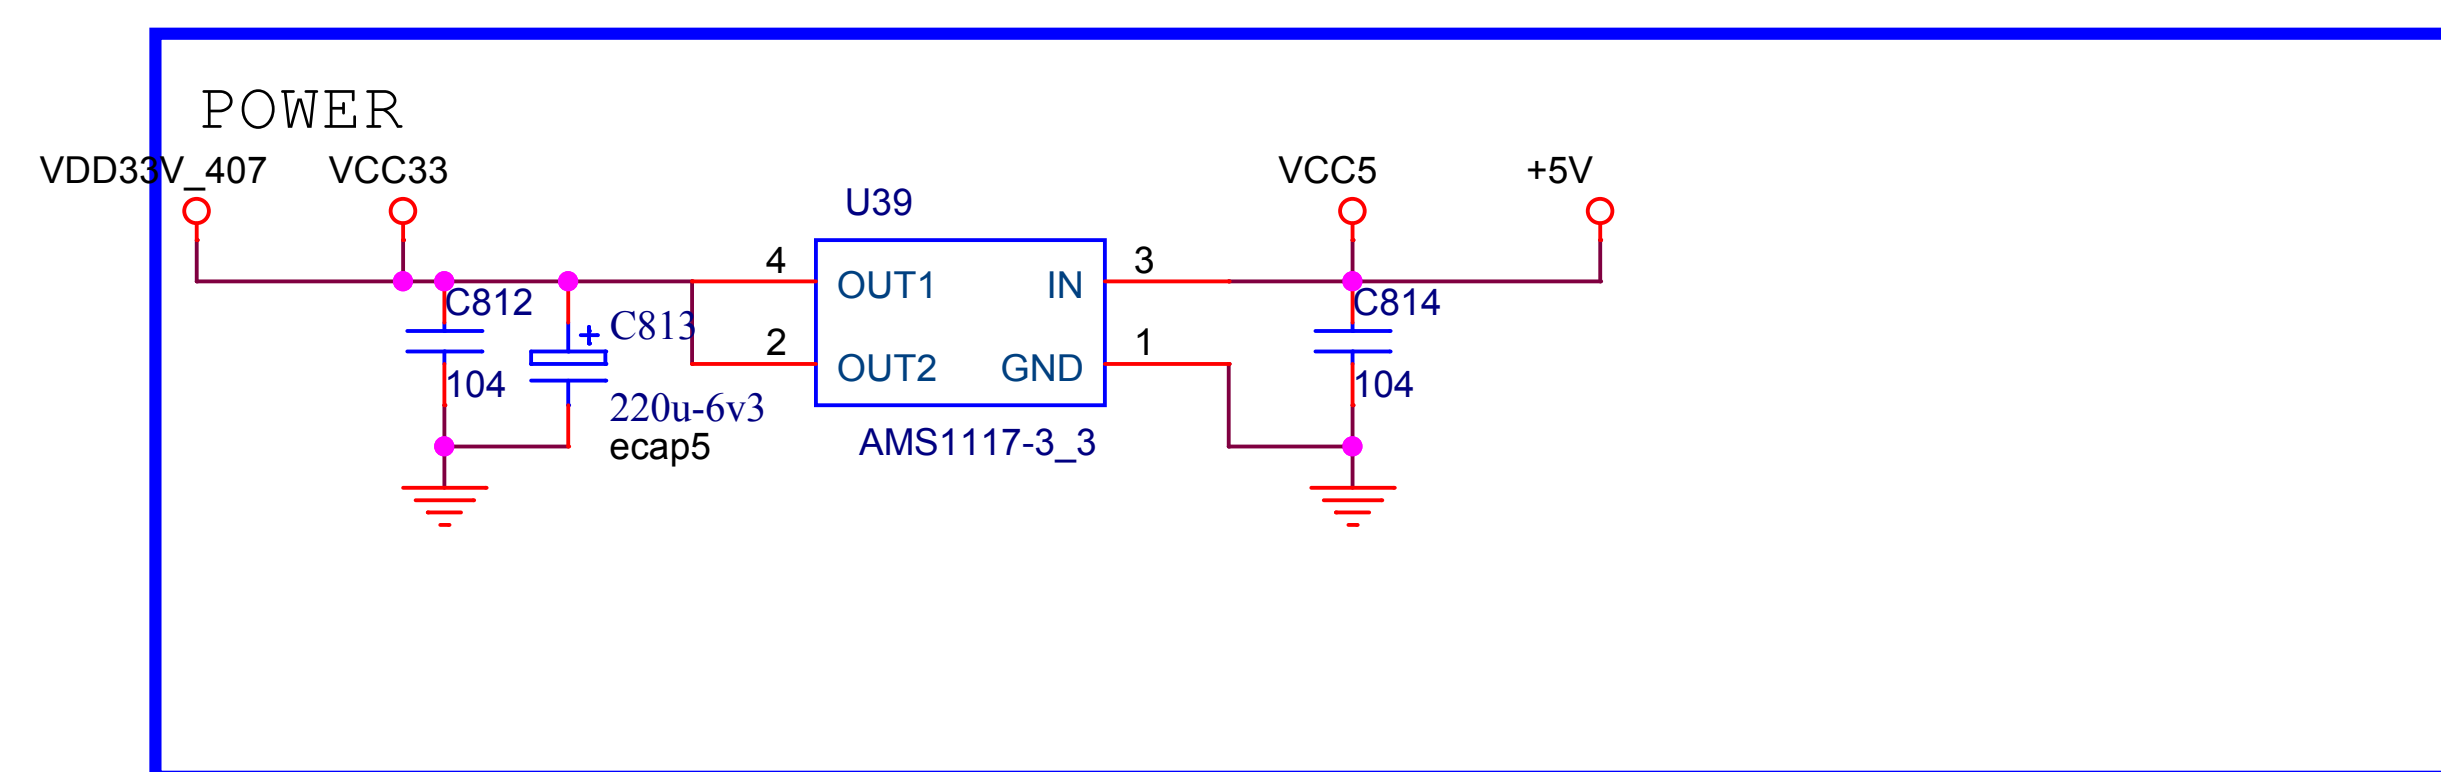 POWER
VDD33V_407
VCC33
VCC5
+5V
U39
4
3
OUT1
IN
C812
C814
C813
+
2
1
OUT2
GND
104
104
220u-6v3
ecap5
AMS1117-3_3